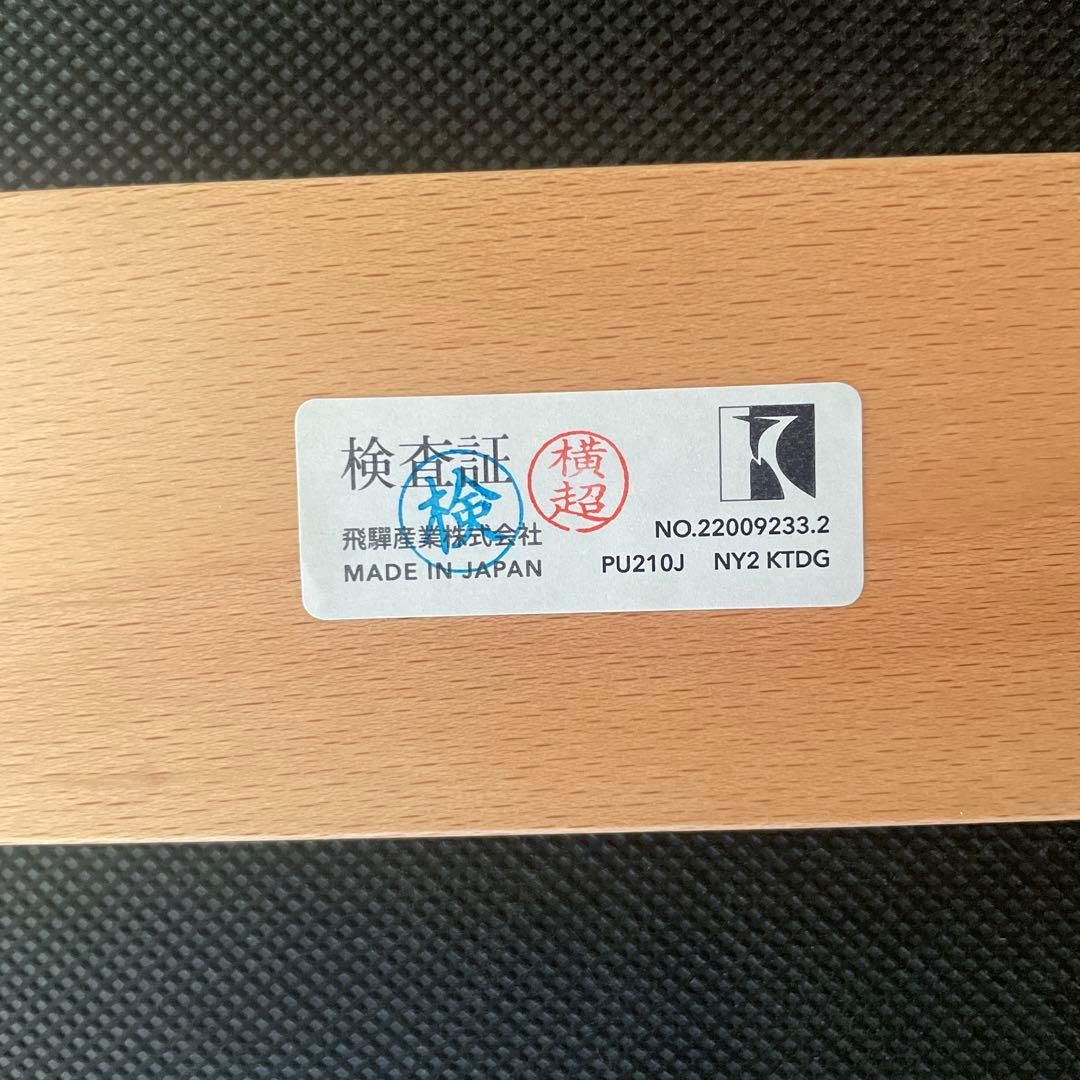 検査証
検
横
超
飛驒産業株式会社
MADE IN JAPAN
NO.22009233.2
PU210J NY2 KTDG